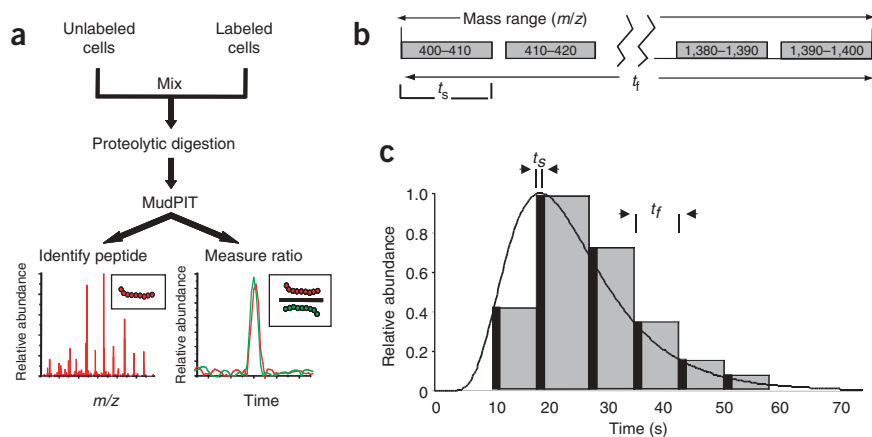 a
Unlabeled
cells
Labeled
cells
Mix
Proteolytic digestion
MudPIT
Identify peptide
Measure ratio
Relative abundance
m/z
Relative abundance
Time
b
Mass range (m/z)
400–410
410–420
1,380–1,390
1,390–1,400
tf
ts
c
ts
tf
Relative abundance
1.0
0.8
0.6
0.4
0.2
0
0
10
20
30
40
50
60
70
Time (s)